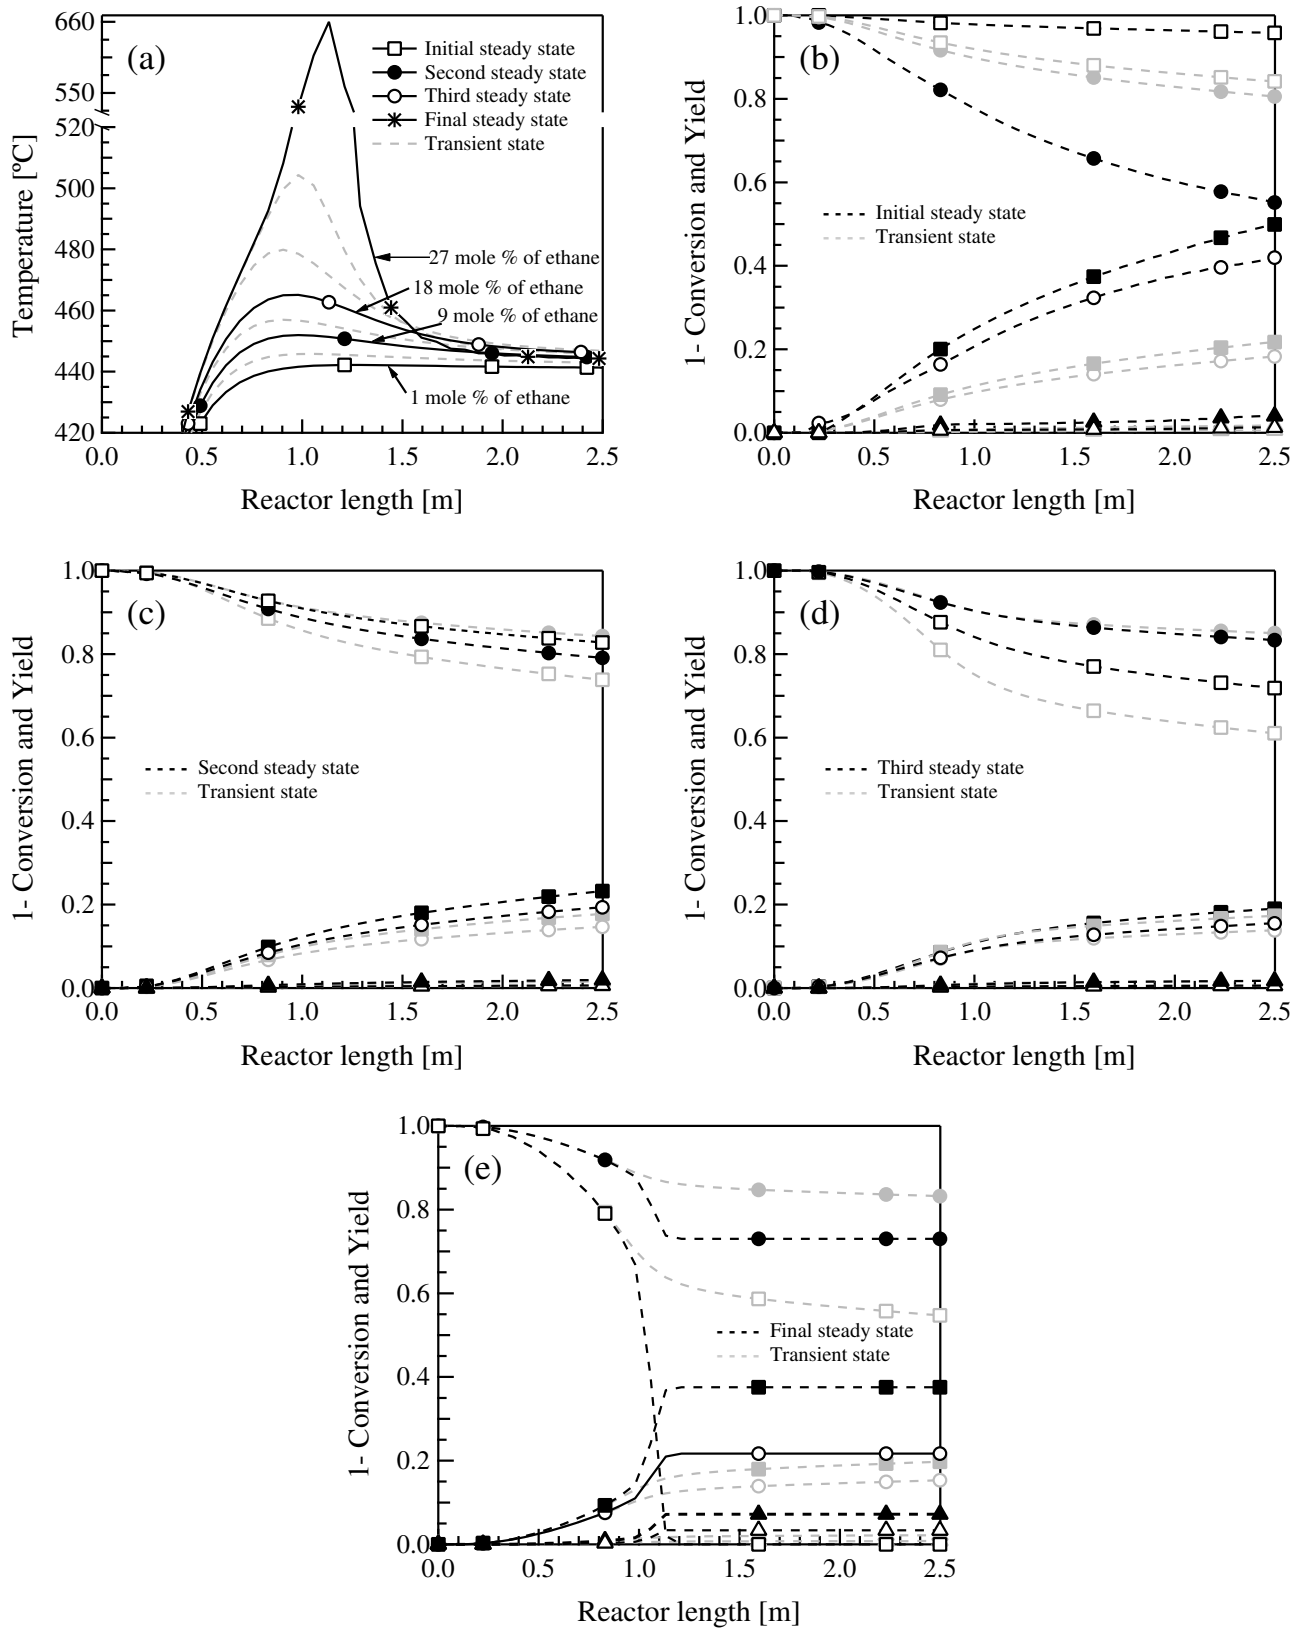 (a)
Temperature [ºC]
660
550
520
500
480
460
440
420
Initial steady state
Second steady state
Third steady state
Final steady state
Transient state
27 mole % of ethane
18 mole % of ethane
9 mole % of ethane
1 mole % of ethane
0.0 0.5 1.0 1.5 2.0 2.5
Reactor length [m]
(b)
1- Conversion and Yield
1.0
0.8
0.6
0.4
0.2
0.0
Initial steady state
Transient state
0.0 0.5 1.0 1.5 2.0 2.5
Reactor length [m]
(c)
1- Conversion and Yield
1.0
0.8
0.6
0.4
0.2
0.0
Second steady state
Transient state
0.0 0.5 1.0 1.5 2.0 2.5
Reactor length [m]
(d)
1- Conversion and Yield
1.0
0.8
0.6
0.4
0.2
0.0
Third steady state
Transient state
0.0 0.5 1.0 1.5 2.0 2.5
Reactor length [m]
(e)
1- Conversion and Yield
1.0
0.8
0.6
0.4
0.2
0.0
Final steady state
Transient state
0.0 0.5 1.0 1.5 2.0 2.5
Reactor length [m]